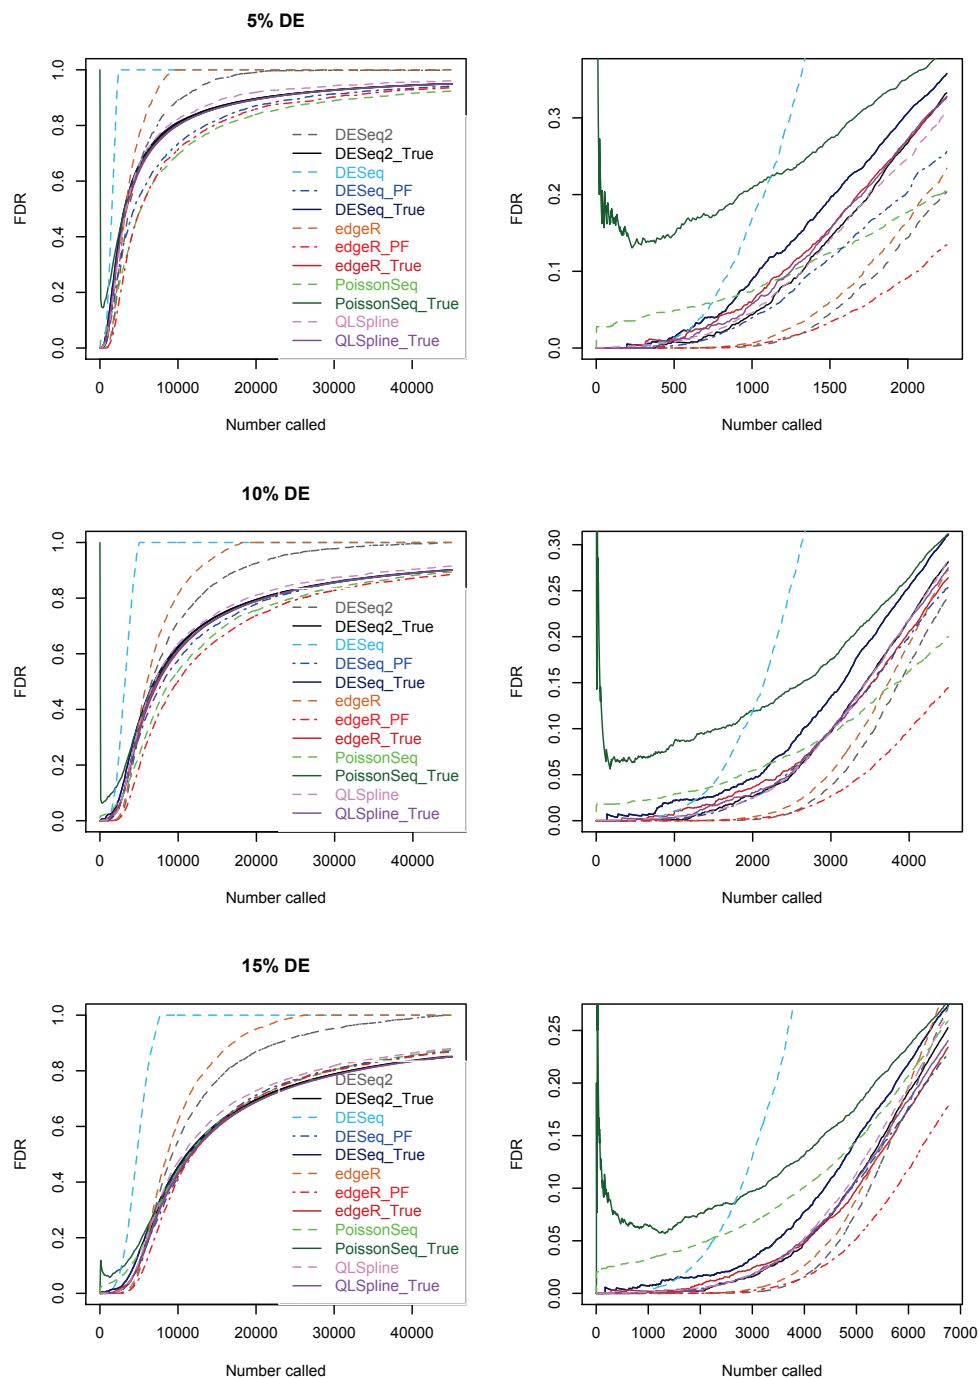 5% DE
FDR
0.0 0.2 0.4 0.6 0.8 1.0
DESeq2
DESeq2_True
DESeq
DESeq_PF
DESeq_True
edgeR
edgeR_PF
edgeR_True
PoissonSeq
PoissonSeq_True
QLSpline
QLSpline_True
0 10000 20000 30000 40000
Number called
FDR
0.0 0.1 0.2 0.3
0 500 1000 1500 2000
Number called
10% DE
FDR
0.0 0.2 0.4 0.6 0.8 1.0
DESeq2
DESeq2_True
DESeq
DESeq_PF
DESeq_True
edgeR
edgeR_PF
edgeR_True
PoissonSeq
PoissonSeq_True
QLSpline
QLSpline_True
0 10000 20000 30000 40000
Number called
FDR
0.00 0.05 0.10 0.15 0.20 0.25 0.30
0 1000 2000 3000 4000
Number called
15% DE
FDR
0.0 0.2 0.4 0.6 0.8 1.0
DESeq2
DESeq2_True
DESeq
DESeq_PF
DESeq_True
edgeR
edgeR_PF
edgeR_True
PoissonSeq
PoissonSeq_True
QLSpline
QLSpline_True
0 10000 20000 30000 40000
Number called
FDR
0.00 0.05 0.10 0.15 0.20 0.25
0 1000 2000 3000 4000 5000 6000 7000
Number called